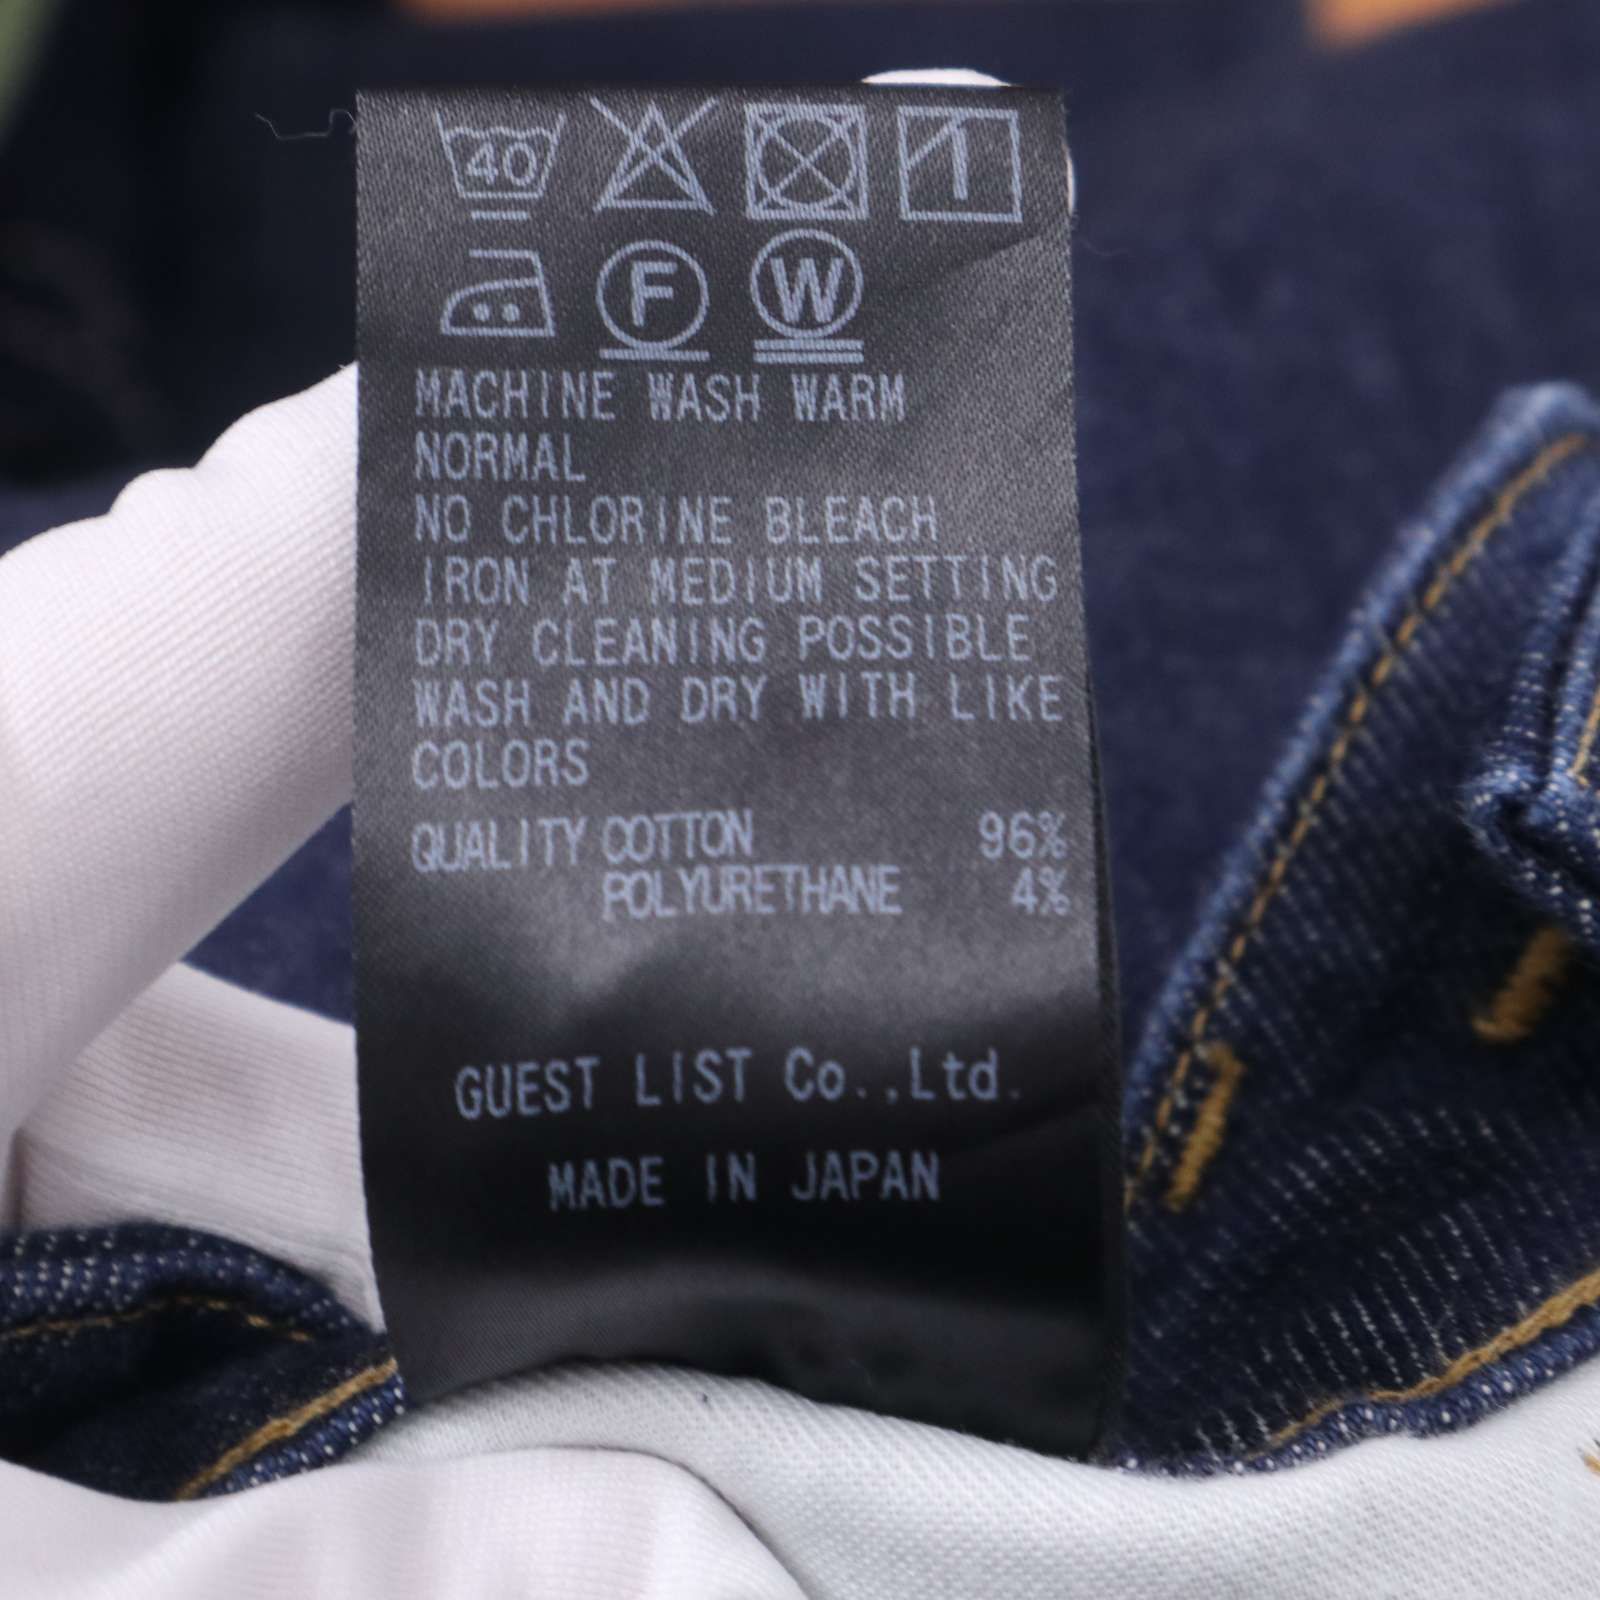 40
F W
MACHINE WASH WARM
NORMAL
NO CHLORINE BLEACH
IRON AT MEDIUM SETTING
DRY CLEANING POSSIBLE
WASH AND DRY WITH LIKE
COLORS
QUALITY COTTON 96%
POLYURETHANE 4%
GUEST LIST Co.,Ltd.
MADE IN JAPAN